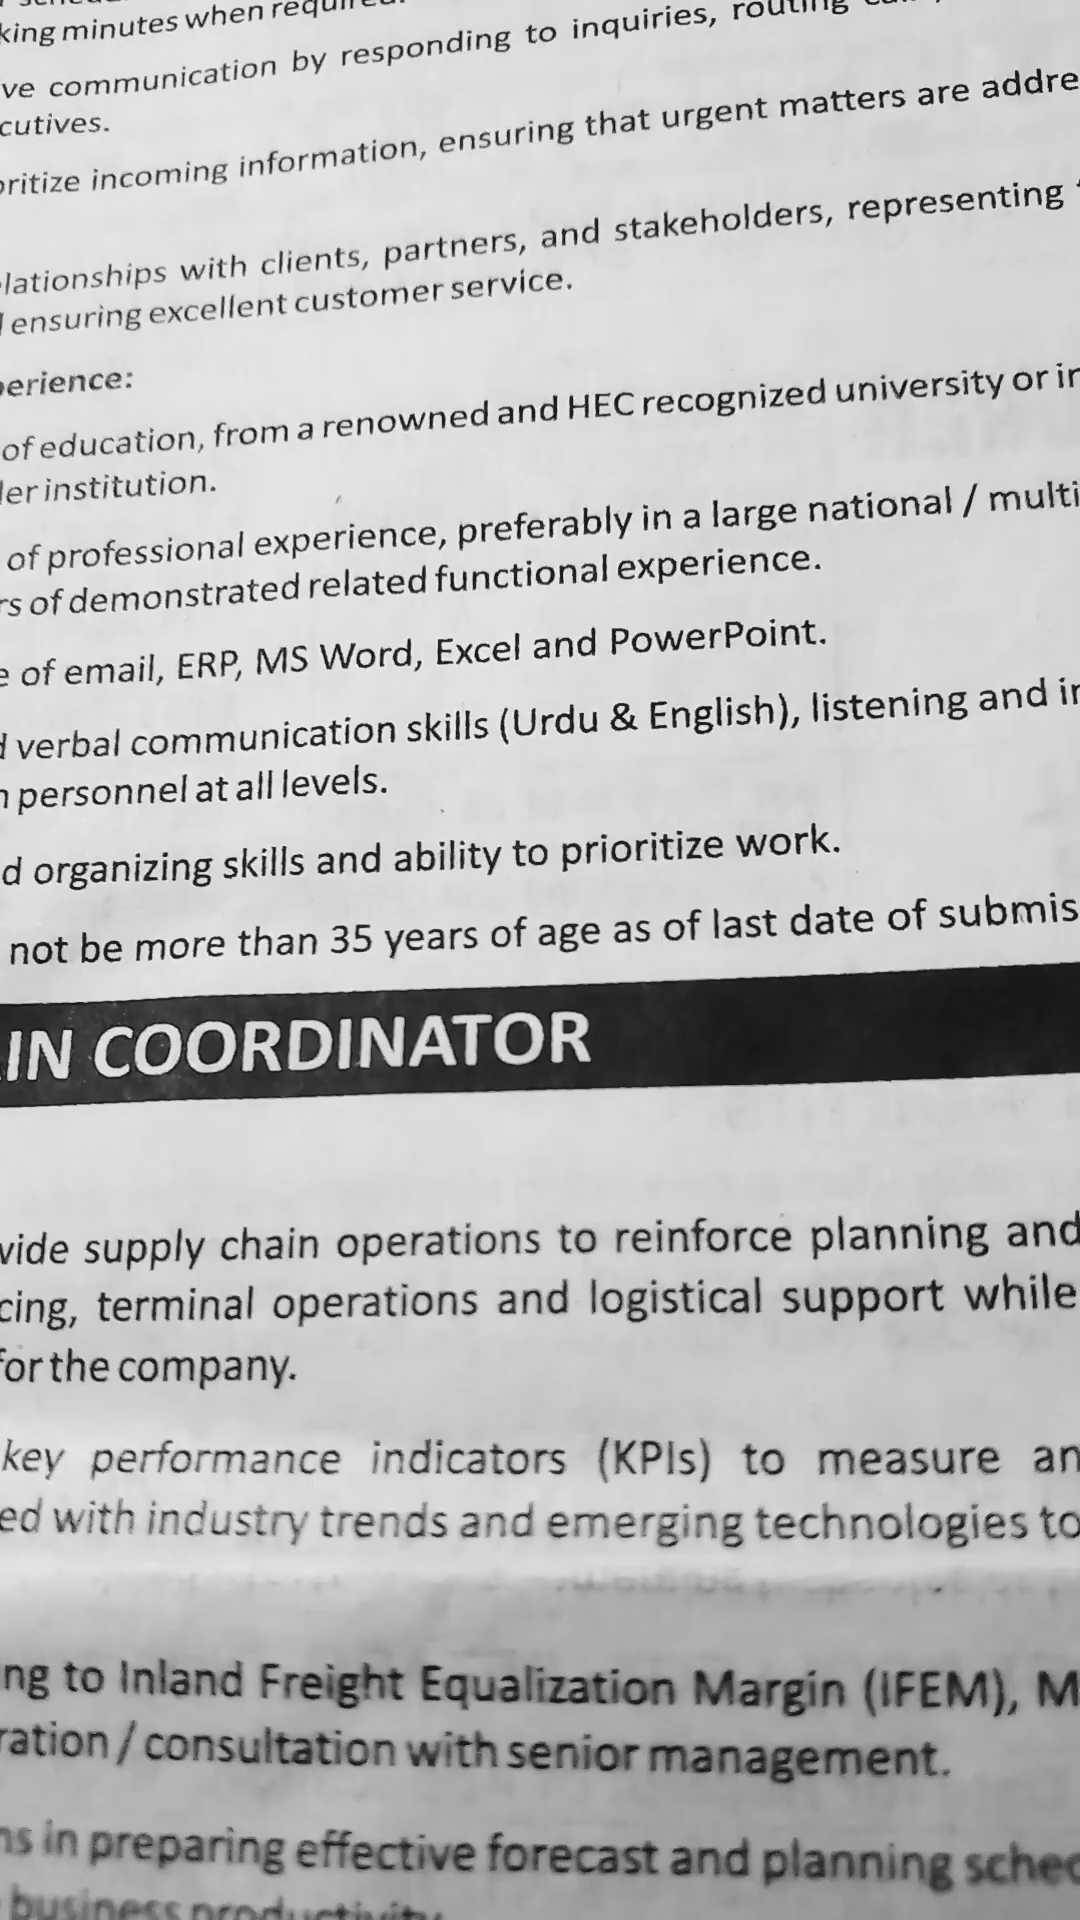 king minutes when required.
ve communication by responding to inquiries, routing
cutives.
oritize incoming information, ensuring that urgent matters are addre
lationships with clients, partners, and stakeholders, representing
ensuring excellent customer service.
perience:
of education, from a renowned and HEC recognized university or in
ler institution.
of professional experience, preferably in a large national / multi
rs of demonstrated related functional experience.
e of email, ERP, MS Word, Excel and PowerPoint.
d verbal communication skills (Urdu & English), listening and in
n personnel at all levels.
d organizing skills and ability to prioritize work.
not be more than 35 years of age as of last date of submis
IN COORDINATOR
vide supply chain operations to reinforce planning and
cing, terminal operations and logistical support while
for the company.
key performance indicators (KPIs) to measure an
ed with industry trends and emerging technologies to
ng to Inland Freight Equalization Margin (IFEM), M
ration / consultation with senior management.
ns in preparing effective forecast and planning sched
business productivity.